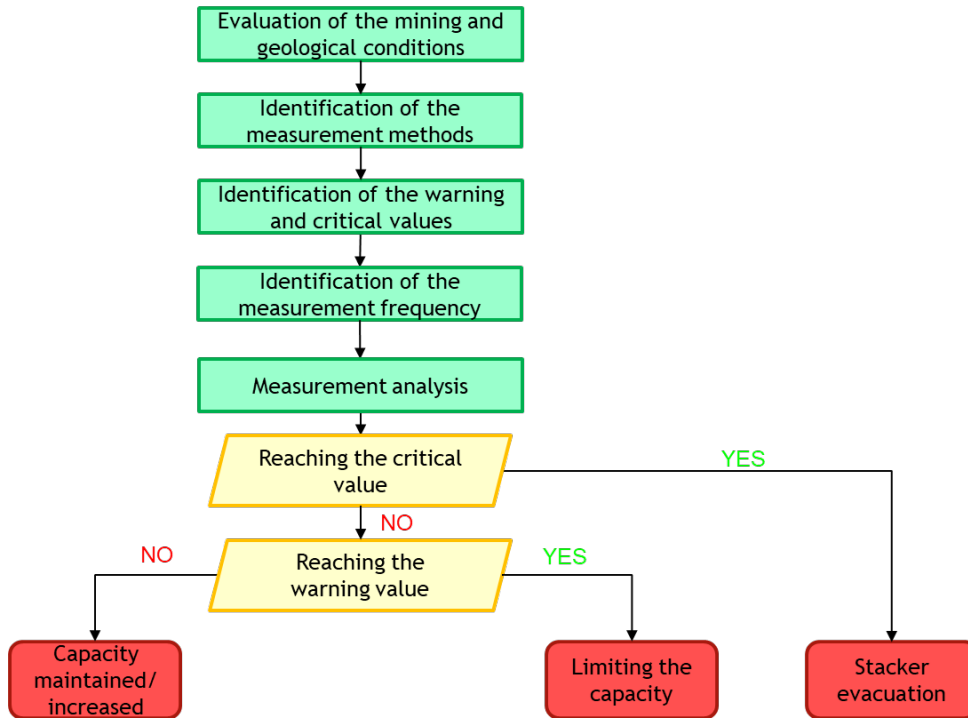 Evaluation of the mining and
geological conditions
Identification of the
measurement methods
Identification of the warning
and critical values
Identification of the
measurement frequency
Measurement analysis
Reaching the critical
value
YES
NO
Reaching the
warning value
NO
YES
Capacity
maintained/
increased
Limiting the
capacity
Stacker
evacuation